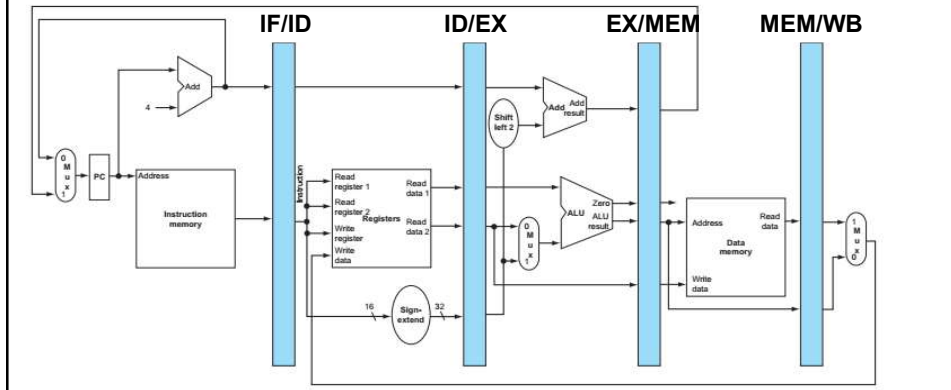 IF/ID
ID/EX
EX/MEM
MEM/WB
Add
4
Shift
left 2
Add
Add
result
0
M
u
x
1
PC
Address
Instruction
memory
Instruction
Read
register 1
Read
register 2
Registers
Write
register
Write
data
Read
data 1
Read
data 2
0
M
u
x
1
Zero
ALU
ALU
result
Address
Read
data
Data
memory
Write
data
1
M
u
x
0
16
Sign-
extend
32